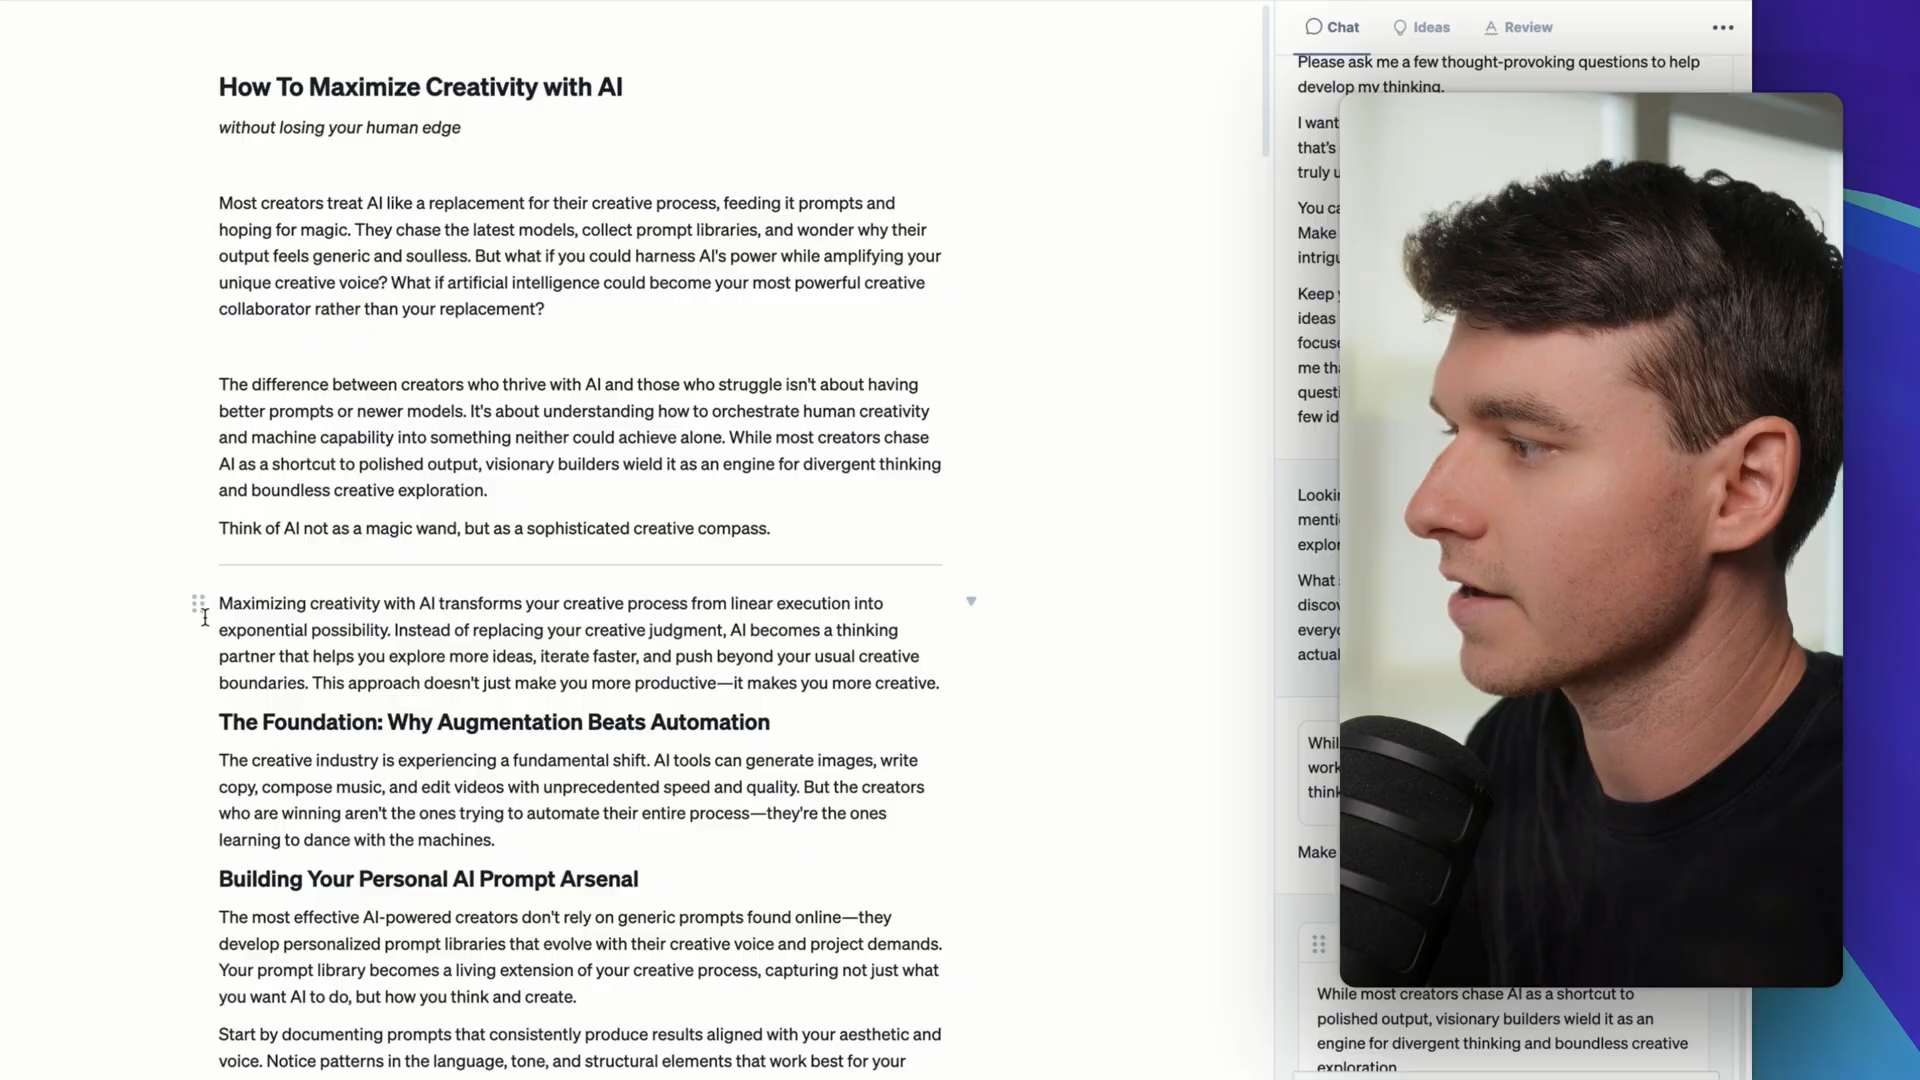 How To Maximize Creativity with AI
without losing your human edge
Most creators treat AI like a replacement for their creative process, feeding it prompts and
hoping for magic. They chase the latest models, collect prompt libraries, and wonder why their
output feels generic and soulless. But what if you could harness AI's power while amplifying your
unique creative voice? What if artificial intelligence could become your most powerful creative
collaborator rather than your replacement?
The difference between creators who thrive with AI and those who struggle isn't about having
better prompts or newer models. It's about understanding how to orchestrate human creativity
and machine capability into something neither could achieve alone. While most creators chase
AI as a shortcut to polished output, visionary builders wield it as an engine for divergent thinking
and boundless creative exploration.
Think of AI not as a magic wand, but as a sophisticated creative compass.
Maximizing creativity with AI transforms your creative process from linear execution into
exponential possibility. Instead of replacing your creative judgment, AI becomes a thinking
partner that helps you explore more ideas, iterate faster, and push beyond your usual creative
boundaries. This approach doesn't just make you more productive—it makes you more creative.
The Foundation: Why Augmentation Beats Automation
The creative industry is experiencing a fundamental shift. AI tools can generate images, write
copy, compose music, and edit videos with unprecedented speed and quality. But the creators
who are winning aren't the ones trying to automate their entire process—they're the ones
learning to dance with the machines.
Building Your Personal AI Prompt Arsenal
The most effective AI-powered creators don't rely on generic prompts found online—they
develop personalized prompt libraries that evolve with their creative voice and project demands.
Your prompt library becomes a living extension of your creative process, capturing not just what
you want AI to do, but how you think and create.
Start by documenting prompts that consistently produce results aligned with your aesthetic and
voice. Notice patterns in the language, tone, and structural elements that work best for your
Chat Ideas Review
Please ask me a few thought-provoking questions to help
develop my thinking.
I want
that's
truly
You
Make
Keep
ideas
me
few
What
Make
While most creators chase AI as a shortcut to
polished output, visionary builders wield it as an
engine for divergent thinking and boundless creative
exploration